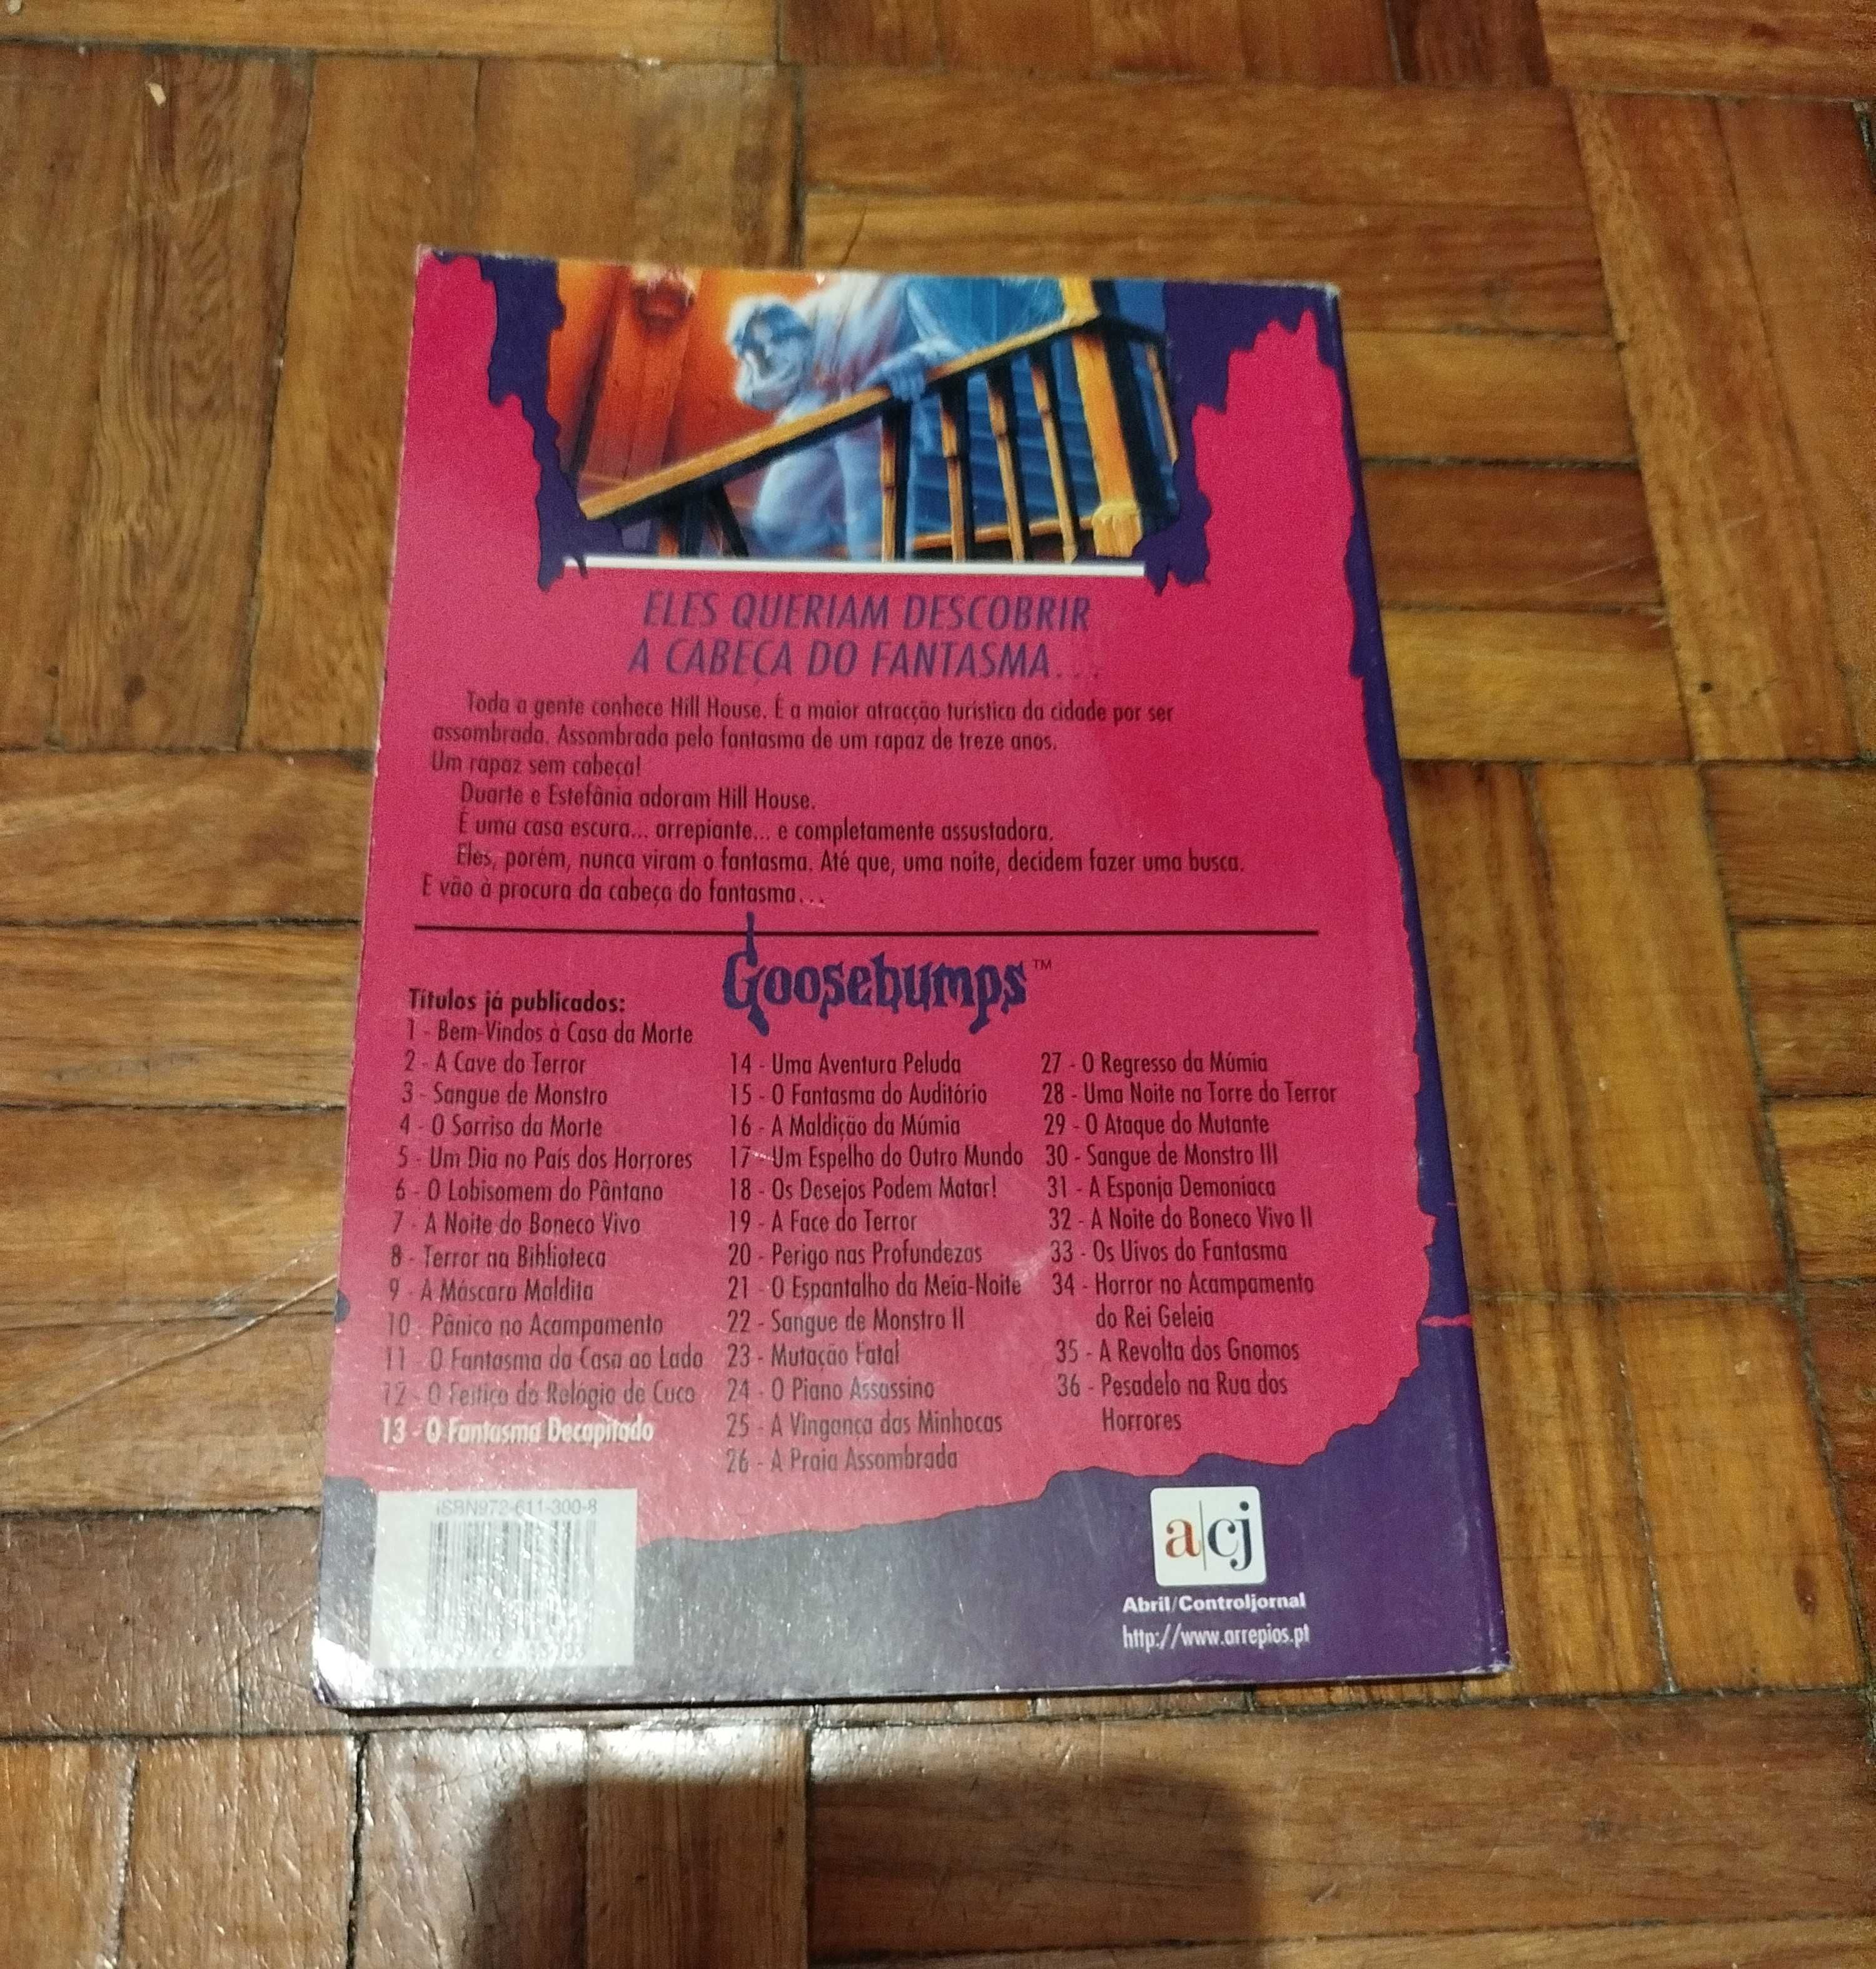 ELES QUERIAM DESCOBRIR
A CABEÇA DO FANTASMA...
Toda a gente conhece Hill House. É a maior atracção turística da cidade por ser
assombrada. Assombrada pelo fantasma de um rapaz de treze anos.
Um rapaz sem cabeça!
Duarte e Estefânia adoram Hill House.
É uma casa escura... arrepiante... e completamente assustadora.
Eles, porém, nunca viram o fantasma. Até que, uma noite, decidem fazer uma busca.
E vão à procura da cabeça do fantasma...
Goosebumps™
Títulos já publicados:
1 - Bem-Vindos à Casa da Morte
2 - A Cave do Terror
3 - Sangue de Monstro
4 - O Sorriso da Morte
5 - Um Dia no País dos Horrores
6 - O Lobisomem do Pântano
7 - A Noite do Boneco Vivo
8 - Terror na Biblioteca
9 - A Máscara Maldita
10 - Pânico no Acampamento
11 - O Fantasma da Casa ao Lado
12 - O Feitiço do Relógio de Cuco
13 - O Fantasma Decapitado
14 - Uma Aventura Peluda
15 - O Fantasma do Auditório
16 - A Maldição da Múmia
17 - Um Espelho do Outro Mundo
18 - Os Desejos Podem Matar!
19 - A Face do Terror
20 - Perigo nas Profundezas
21 - O Espantalho da Meia-Noite
22 - Sangue de Monstro II
23 - Mutação Fatal
24 - O Piano Assassino
25 - A Vingança das Minhocas
26 - A Praia Assombrada
27 - O Regresso da Múmia
28 - Uma Noite na Torre do Terror
29 - O Ataque do Mutante
30 - Sangue de Monstro III
31 - A Esponja Demoníaca
32 - A Noite do Boneco Vivo II
33 - Os Uivos do Fantasma
34 - Horror no Acampamento
do Rei Geleia
35 - A Revolta dos Gnomos
36 - Pesadelo na Rua dos
Horrores
ISBN972-611-300-8
a|cj
Abril/Controljornal
http://www.arrepios.pt